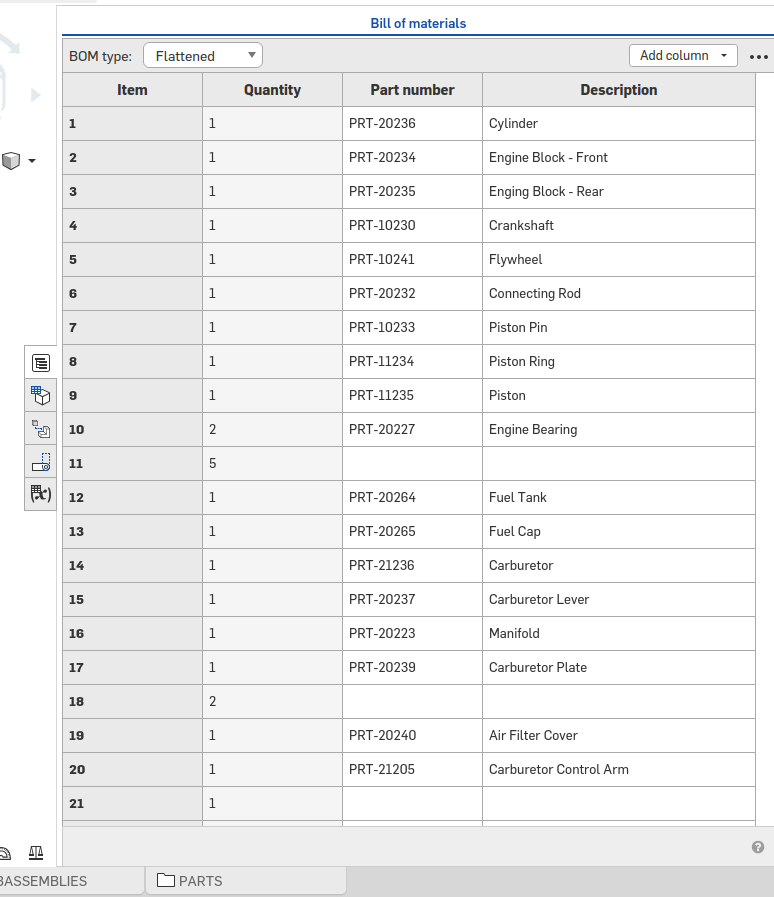 Bill of materials
BOM type: Flattened Add column
Item Quantity Part number Description
1 1 PRT-20236 Cylinder
2 1 PRT-20234 Engine Block - Front
3 1 PRT-20235 Enging Block - Rear
4 1 PRT-10230 Crankshaft
5 1 PRT-10241 Flywheel
6 1 PRT-20232 Connecting Rod
7 1 PRT-10233 Piston Pin
8 1 PRT-11234 Piston Ring
9 1 PRT-11235 Piston
10 2 PRT-20227 Engine Bearing
11 5
12 1 PRT-20264 Fuel Tank
13 1 PRT-20265 Fuel Cap
14 1 PRT-21236 Carburetor
15 1 PRT-20237 Carburetor Lever
16 1 PRT-20223 Manifold
17 1 PRT-20239 Carburetor Plate
18 2
19 1 PRT-20240 Air Filter Cover
20 1 PRT-21205 Carburetor Control Arm
21 1
(x)
?
BASSEMBLIES PARTS